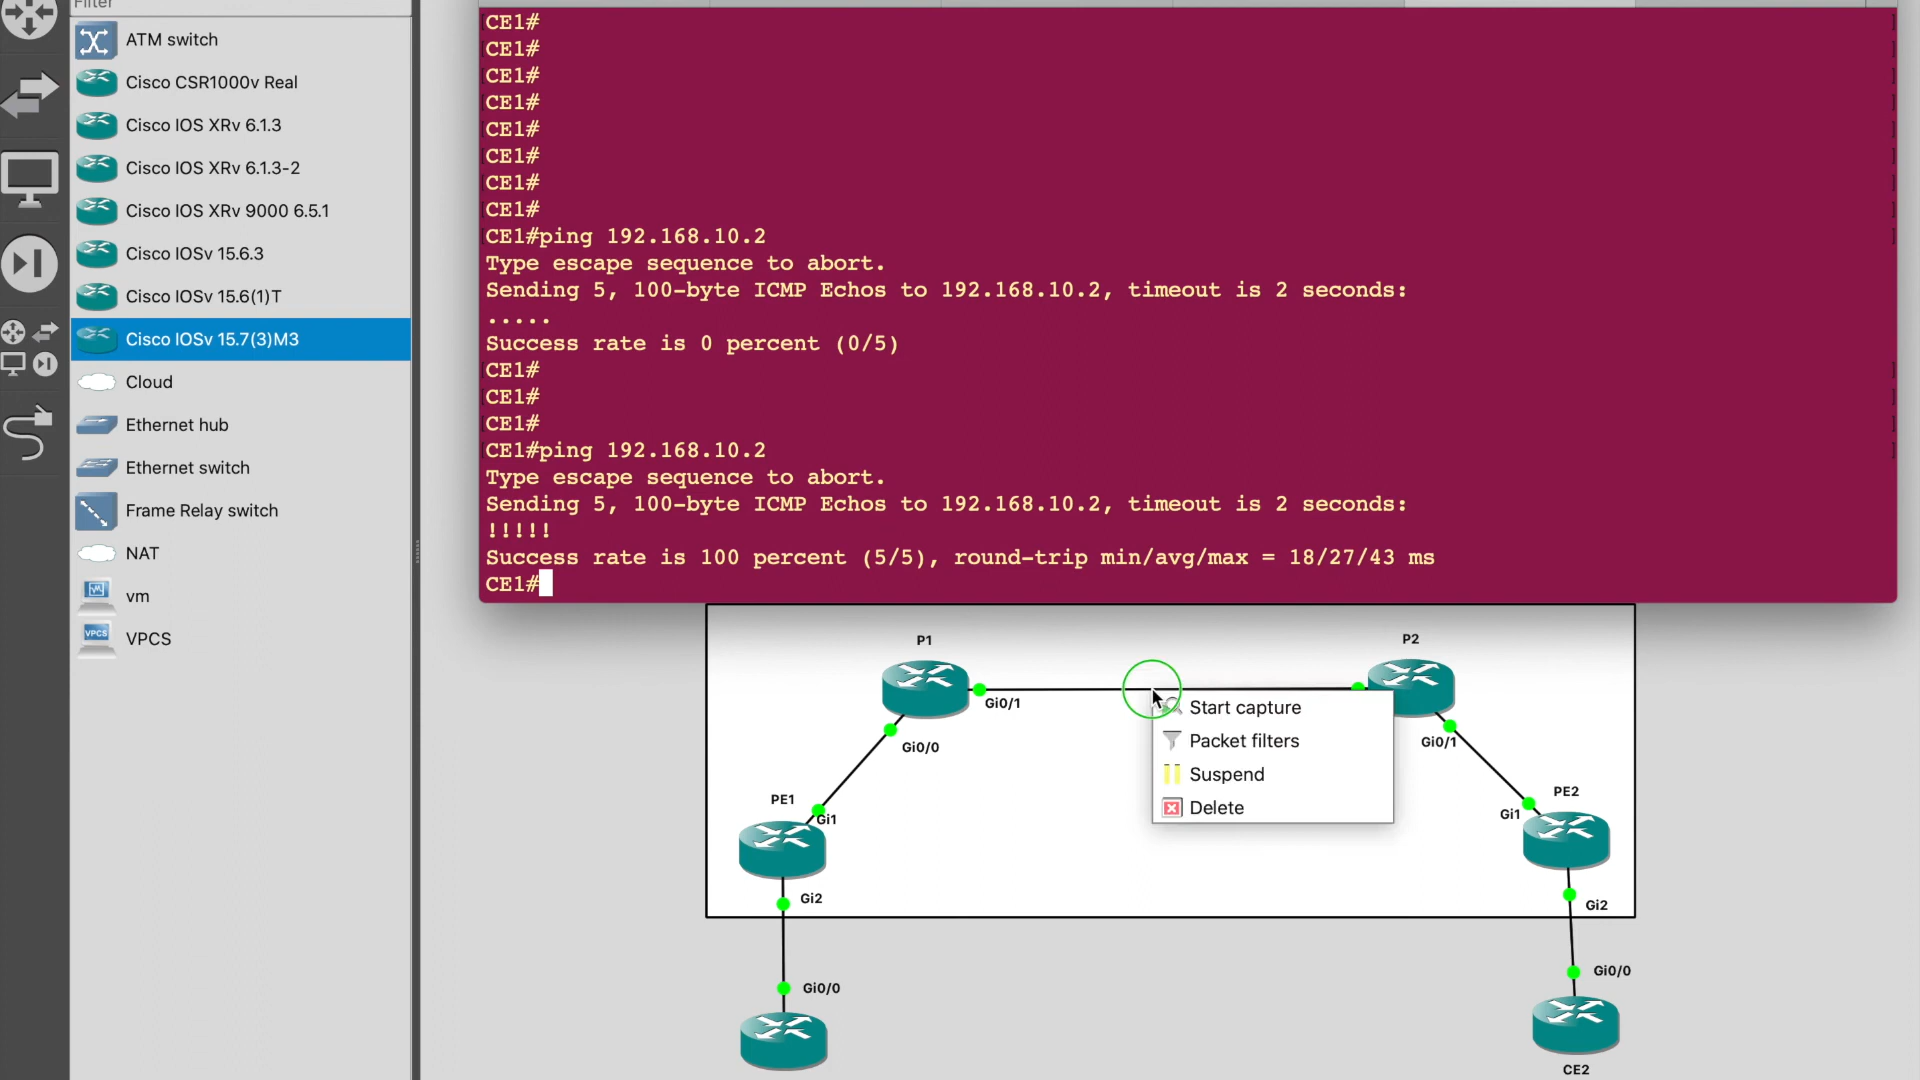 Filter
ATM switch
Cisco CSR1000v Real
Cisco IOS XRv 6.1.3
Cisco IOS XRv 6.1.3-2
Cisco IOS XRv 9000 6.5.1
Cisco IOSv 15.6.3
Cisco IOSv 15.6(1)T
Cisco IOSv 15.7(3)M3
Cloud
Ethernet hub
Ethernet switch
Frame Relay switch
NAT
vm
VPCS
VPCS
CE1#
CE1#
CE1#
CE1#
CE1#
CE1#
CE1#
CE1#
CE1#ping 192.168.10.2
Type escape sequence to abort.
Sending 5, 100-byte ICMP Echos to 192.168.10.2, timeout is 2 seconds:
.....
Success rate is 0 percent (0/5)
CE1#
CE1#
CE1#
CE1#ping 192.168.10.2
Type escape sequence to abort.
Sending 5, 100-byte ICMP Echos to 192.168.10.2, timeout is 2 seconds:
!!!!!
Success rate is 100 percent (5/5), round-trip min/avg/max = 18/27/43 ms
CE1#
P1
P2
Gi0/1
Gi0/0
Start capture
Packet filters
Suspend
Delete
Gi0/1
PE1
Gi1
PE2
Gi1
Gi2
Gi2
Gi0/0
Gi0/0
CE2